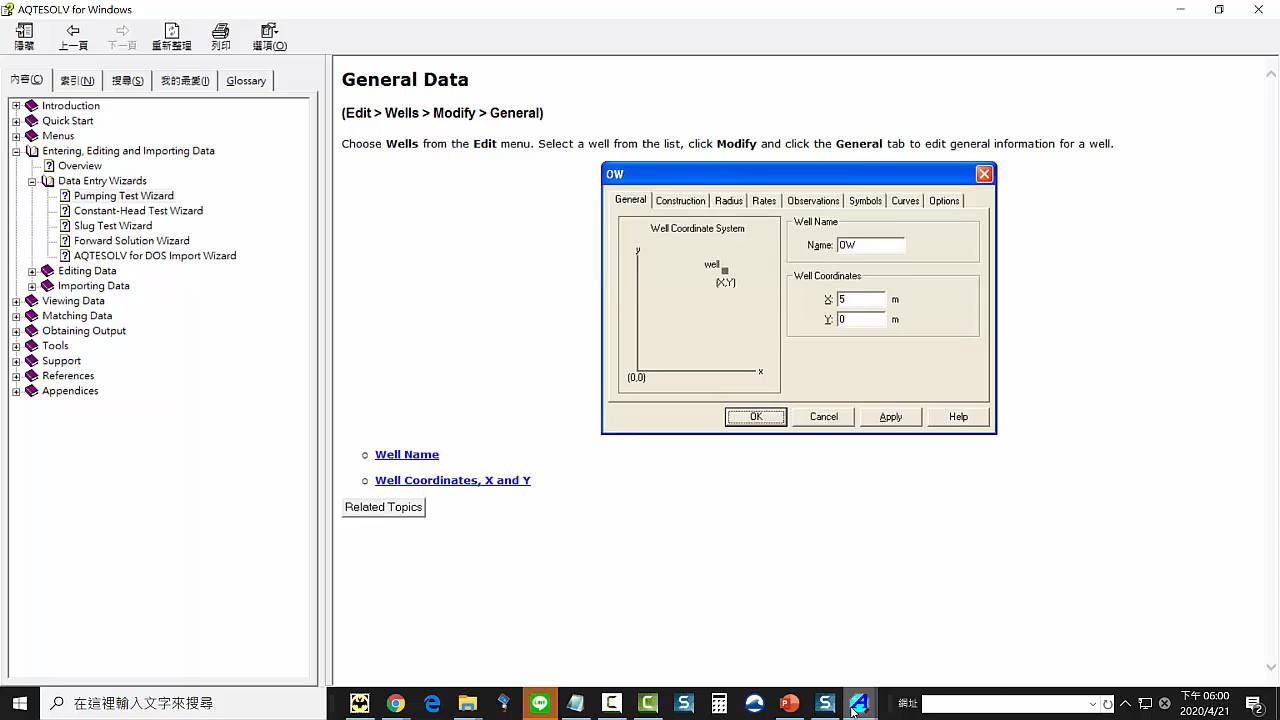 AQTESOLV for Windows
隱藏 上一頁 下一頁 重新整理 列印 選項(O)
內容(C) 索引(N) 搜尋(S) 我的最愛(I) Glossary
Introduction
Quick Start
Menus
Entering, Editing and Importing Data
Overview
Data Entry Wizards
Pumping Test Wizard
Constant-Head Test Wizard
Slug Test Wizard
Forward Solution Wizard
AQTESOLV for DOS Import Wizard
Editing Data
Importing Data
Viewing Data
Matching Data
Obtaining Output
Tools
Support
References
Appendices
General Data
(Edit > Wells > Modify > General)
Choose Wells from the Edit menu. Select a well from the list, click Modify and click the General tab to edit general information for a well.
OW
General Construction Radius Rates Observations Symbols Curves Options
Well Coordinate System
y
well
(X,Y)
x
(0,0)
Well Name
Name: OW
Well Coordinates
X: 5 m
Y: 0 m
OK Cancel Apply Help
Well Name
Well Coordinates, X and Y
Related Topics
在這裡輸入文字來搜尋
網址
下午 06:00
2020/4/21
2